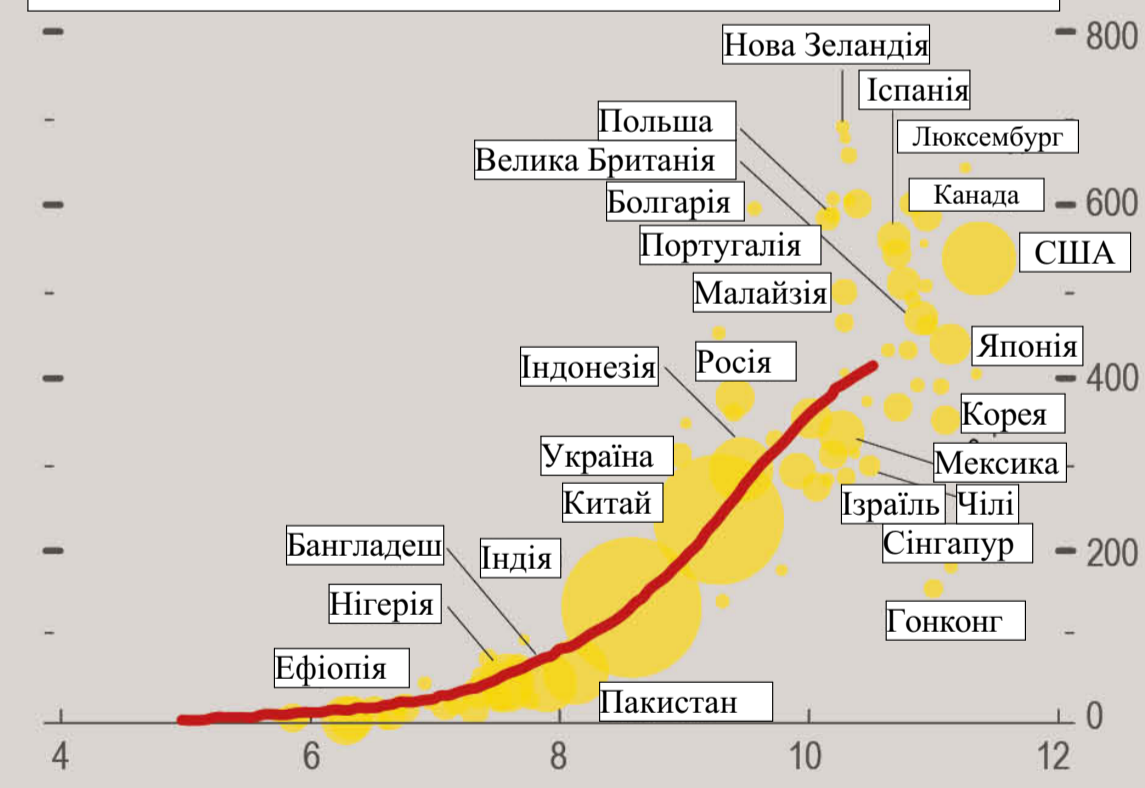 800
Нова Зеландія
Іспанія
Польша
Люксембург
Велика Британія
Канада
600
Болгарія
Португалія
США
Малайзія
Японія
Індонезія
Росія
400
Корея
Україна
Мексика
Китай
Ізраїль
Чілі
Бангладеш
Індія
Сінгапур
200
Нігерія
Гонконг
Ефіопія
Пакистан
0
4 6 8 10 12